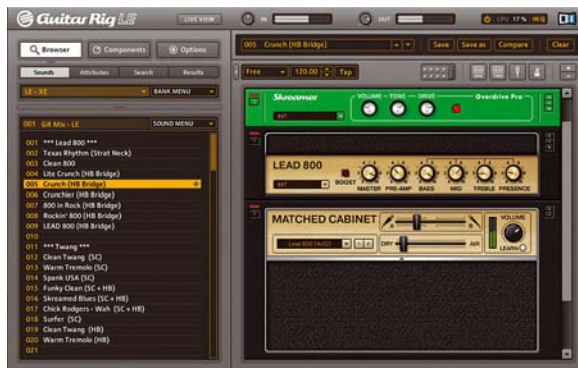 Guitar Rig LE
LIVE VIEW
IN
OUT
CPU 17% HI Q
Browser
Components
Options
005 Crunch (HB Bridge)
Save
Save as
Compare
Clear
Sounds
Attributes
Search
Results
Free
120.00
Tap
LE - XE
BANK MENU
001 GR Mix - LE
SOUND MENU
001 *** Lead 800 ***
002 Texas Rhythm (Strat Neck)
003 Clean 800
004 Lite Crunch (HB Bridge)
005 Crunch (HB Bridge)
006 Crunchier (HB Bridge)
007 800 in Rock (HB Bridge)
008 Rockin' 800 (HB Bridge)
009 LEAD 800 (HB Bridge)
010
011 *** Twang ***
012 Clean Twang (SC)
013 Warm Tremolo (SC)
014 Spank USA (SC)
015 Funky Clean (SC + HB)
016 Skreamed Blues (SC + HB)
017 Chick Rodgers - Wah (SC + HB)
018 Surfer (SC)
019 Clean Twang (HB)
020 Warm Tremolo (HB)
021
Skreamer
VOLUME - TONE - DRIVE
Overdrive Pro
LEAD 800
BOOST
MASTER PRE-AMP BASS MID TREBLE PRESENCE
MATCHED CABINET
A
B
VOLUME
DRY
AIR
LEARN